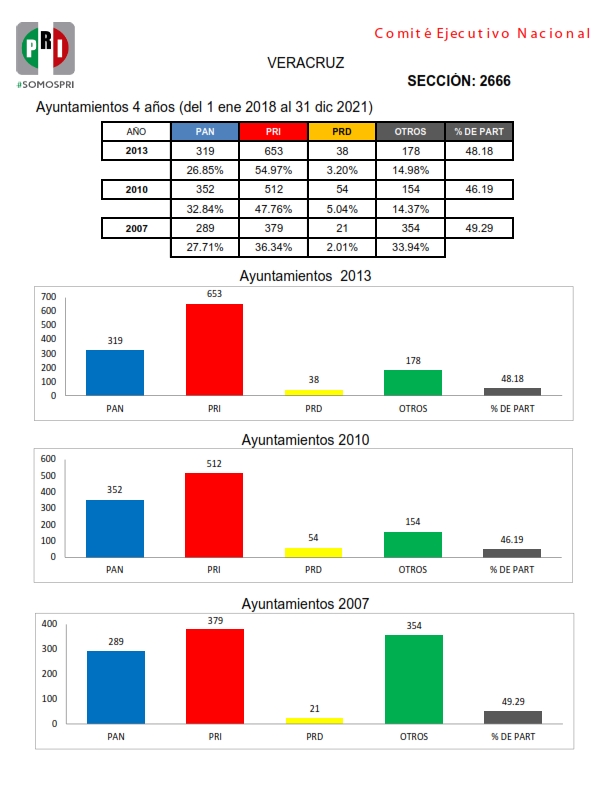 Comité Ejecutivo Nacional
PRI
#SOMOSPRI
VERACRUZ
SECCIÓN: 2666
Ayuntamientos 4 años (del 1 ene 2018 al 31 dic 2021)
AÑO PAN PRI PRD OTROS % DE PART
2013 319 653 38 178 48.18
26.85% 54.97% 3.20% 14.98%
2010 352 512 54 154 46.19
32.84% 47.76% 5.04% 14.37%
2007 289 379 21 354 49.29
27.71% 36.34% 2.01% 33.94%
Ayuntamientos 2013
700
600
500
400
300
200
100
0
319
653
38
178
48.18
PAN PRI PRD OTROS % DE PART
Ayuntamientos 2010
600
500
400
300
200
100
0
352
512
54
154
46.19
PAN PRI PRD OTROS % DE PART
Ayuntamientos 2007
400
300
200
100
0
289
379
21
354
49.29
PAN PRI PRD OTROS % DE PART